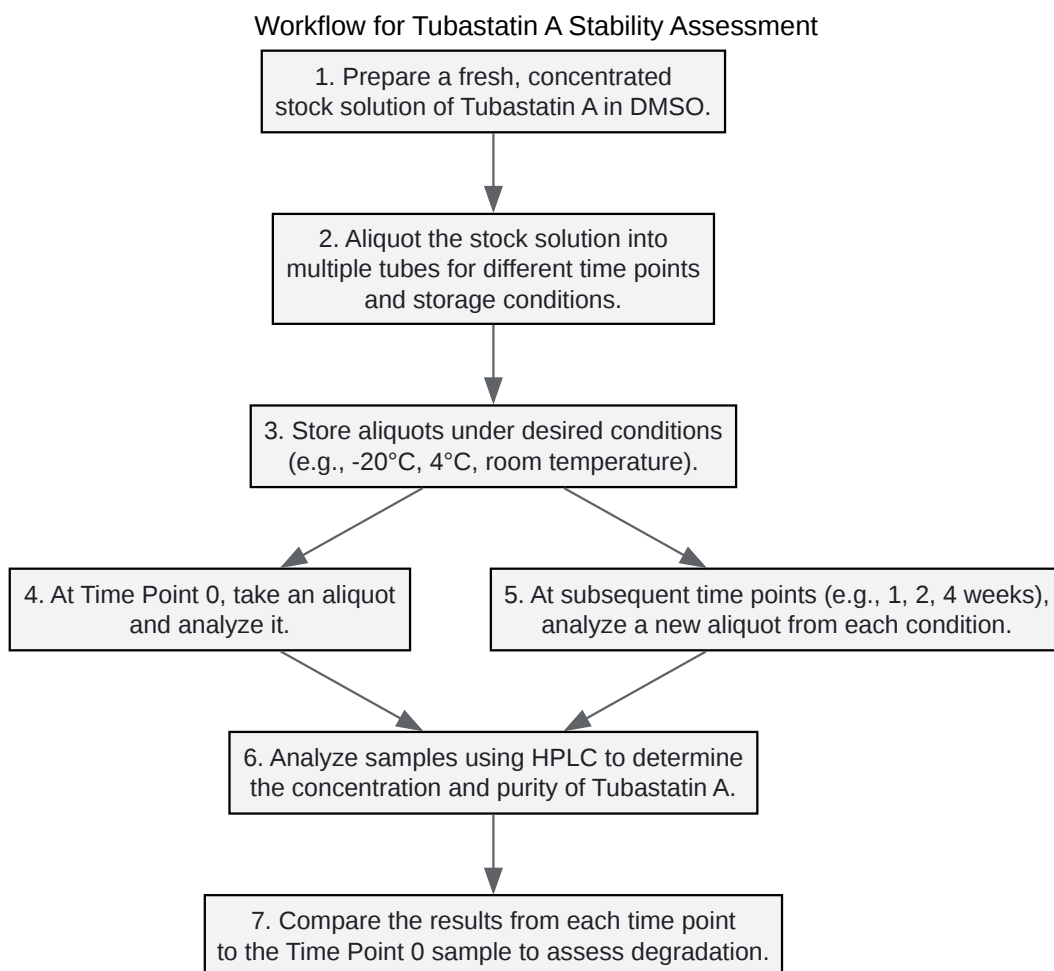 Workflow for Tubastatin A Stability Assessment
1. Prepare a fresh, concentrated
stock solution of Tubastatin A in DMSO.
2. Aliquot the stock solution into
multiple tubes for different time points
and storage conditions.
3. Store aliquots under desired conditions
(e.g., -20°C, 4°C, room temperature).
4. At Time Point 0, take an aliquot
and analyze it.
5. At subsequent time points (e.g., 1, 2, 4 weeks),
analyze a new aliquot from each condition.
6. Analyze samples using HPLC to determine
the concentration and purity of Tubastatin A.
7. Compare the results from each time point
to the Time Point 0 sample to assess degradation.